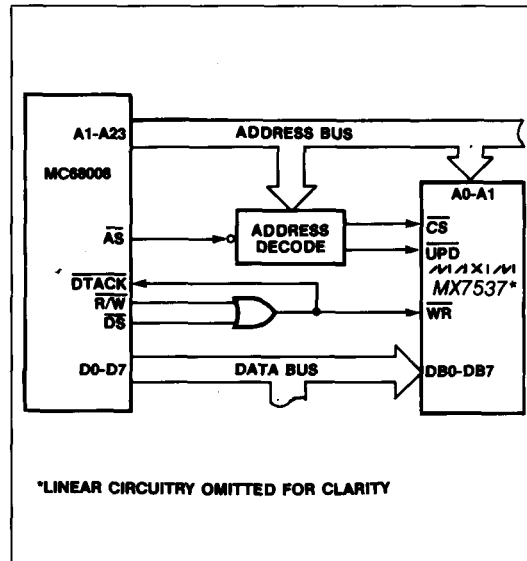 A1-A23
ADDRESS BUS
MC68008
A0-A1
AS
ADDRESS
DECODE
CS
UPD
MAXIM
MX7537*
DTACK
R/W
DS
WR
D0-D7
DATA BUS
DB0-DB7
*LINEAR CIRCUITRY OMITTED FOR CLARITY